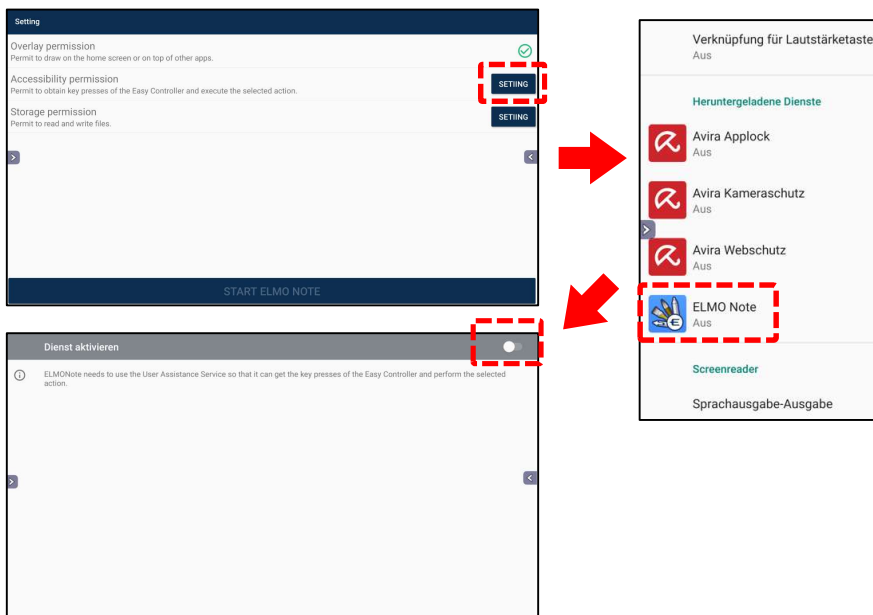 Setting
Overlay permission
Permit to draw on the home screen or on top of other apps.
Accessibility permission
Permit to obtain key presses of the Easy Controller and execute the selected action.
SETIING
Storage permission
Permit to read and write files.
SETIING
START ELMO NOTE
Verknüpfung für Lautstärketaste
Aus
Heruntergeladene Dienste
Avira Applock
Aus
Avira Kameraschutz
Aus
Avira Webschutz
Aus
ELMO Note
Aus
Screenreader
Sprachausgabe-Ausgabe
Dienst aktivieren
ELMONote needs to use the User Assistance Service so that it can get the key presses of the Easy Controller and perform the selected
action.